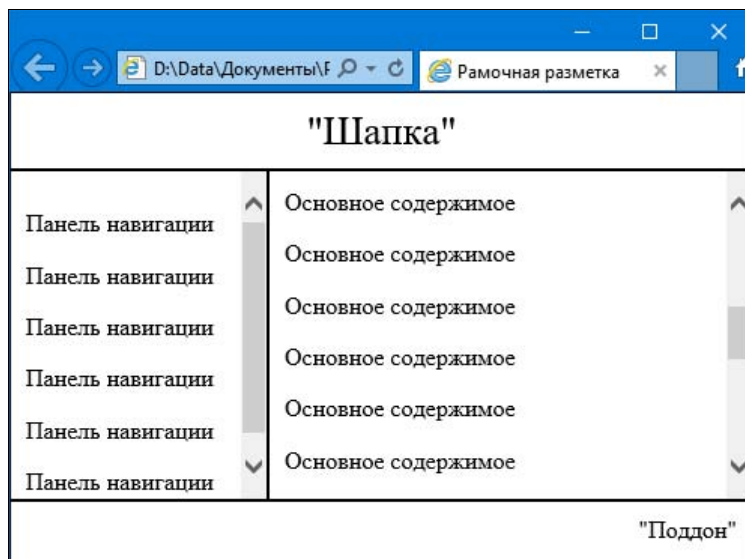 D:\Data\Документы\F
Рамочная разметка
"Шапка"
Панель навигации
Панель навигации
Панель навигации
Панель навигации
Панель навигации
Панель навигации
Основное содержимое
Основное содержимое
Основное содержимое
Основное содержимое
Основное содержимое
Основное содержимое
"Поддон"